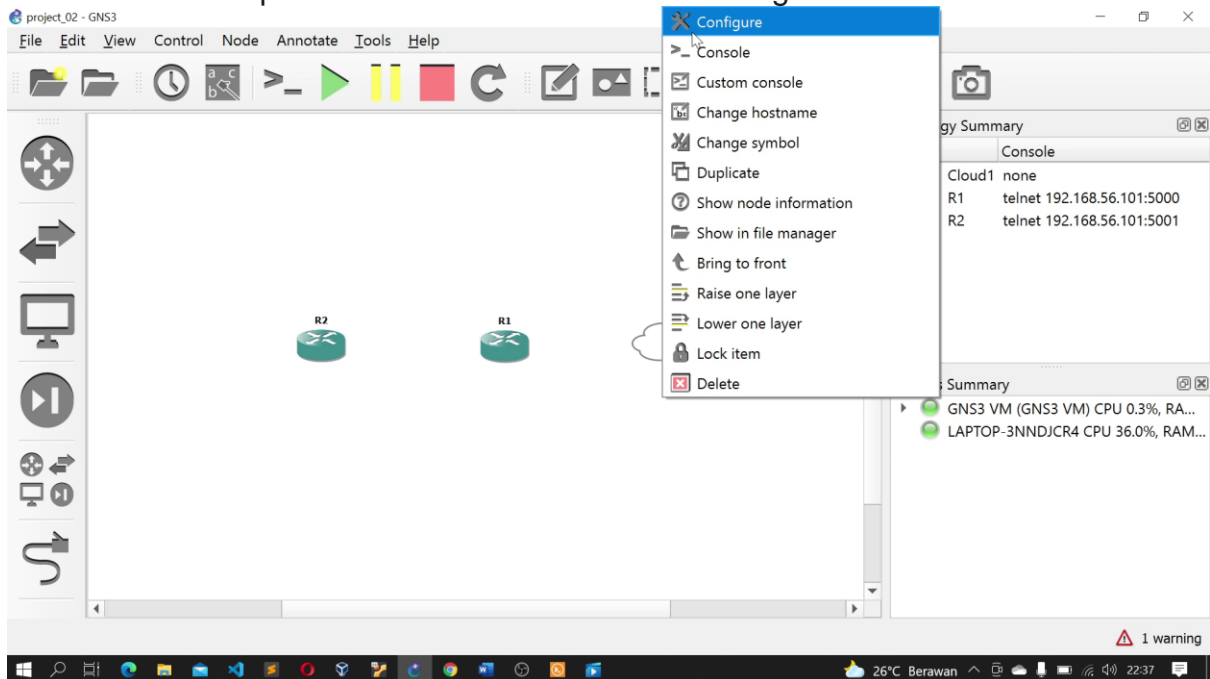 project_02 - GNS3
File Edit View Control Node Annotate Tools Help
Configure
Console
Custom console
Change hostname
Change symbol
Duplicate
Show node information
Show in file manager
Bring to front
Raise one layer
Lower one layer
Lock item
Delete
R2
R1
gy Summary
Console
Cloud1 none
R1 telnet 192.168.56.101:5000
R2 telnet 192.168.56.101:5001
Summary
GNS3 VM (GNS3 VM) CPU 0.3%, RA...
LAPTOP-3NNDJCR4 CPU 36.0%, RAM...
1 warning
26°C Berawan
22:37